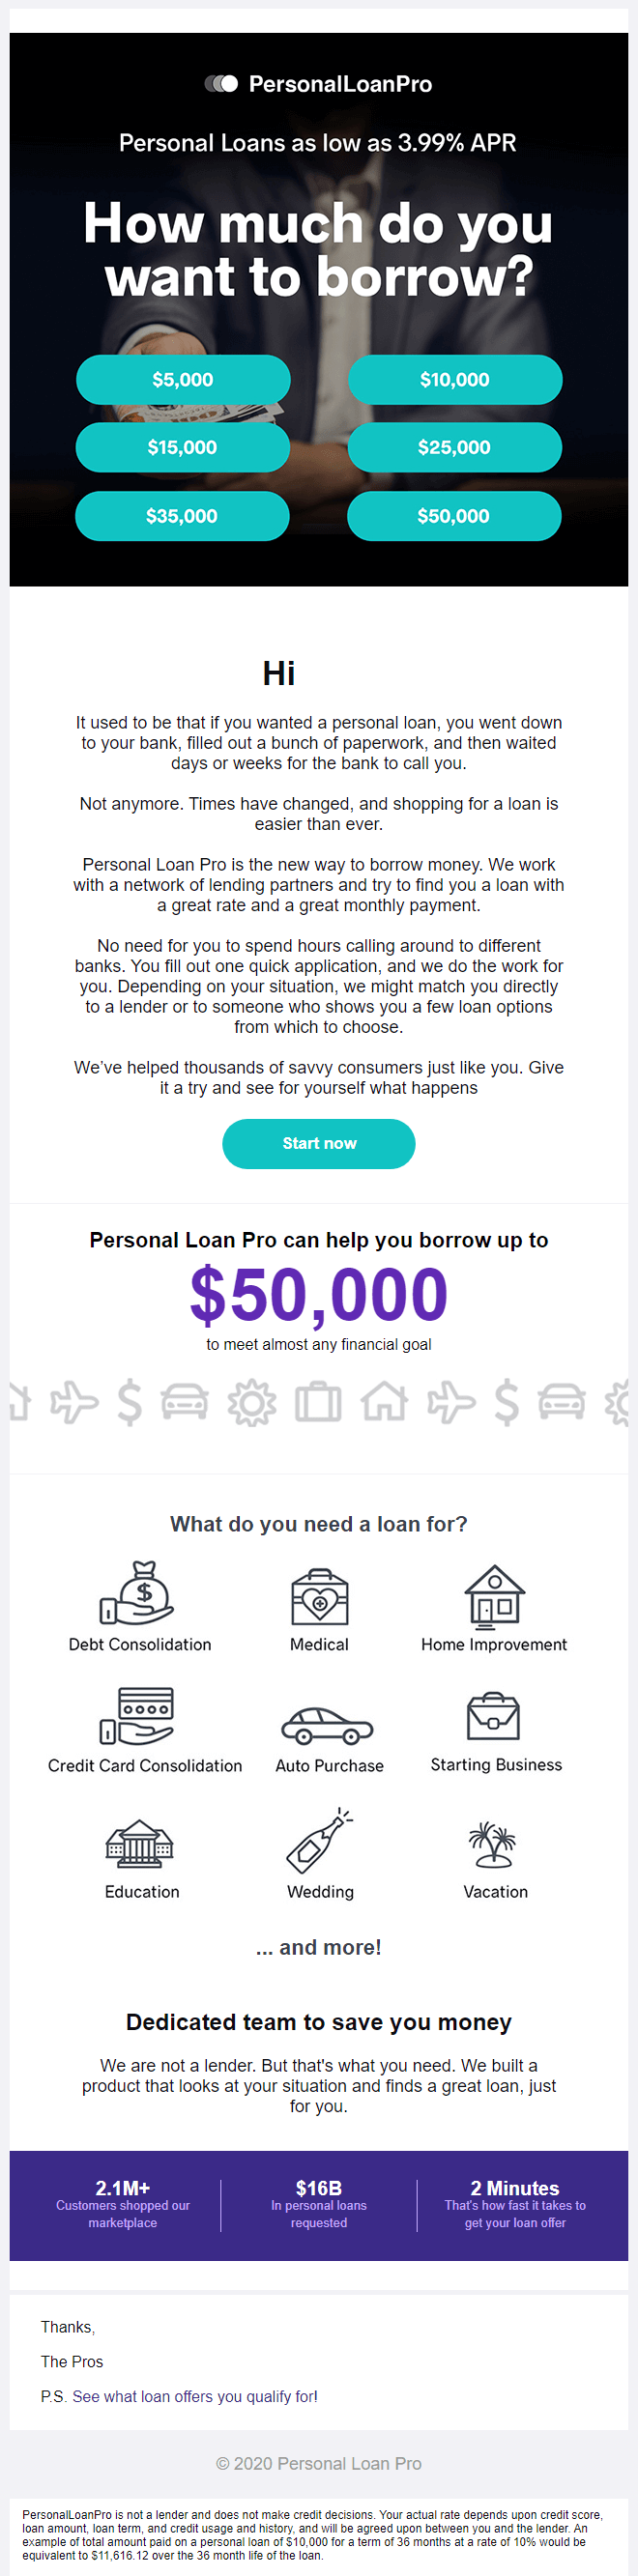 PersonalLoanPro
Personal Loans as low as 3.99% APR
How much do you
want to borrow?
$5,000
$10,000
$15,000
$25,000
$35,000
$50,000
Hi
It used to be that if you wanted a personal loan, you went down
to your bank, filled out a bunch of paperwork, and then waited
days or weeks for the bank to call you.
Not anymore. Times have changed, and shopping for a loan is
easier than ever.
Personal Loan Pro is the new way to borrow money. We work
with a network of lending partners and try to find you a loan with
a great rate and a great monthly payment.
No need for you to spend hours calling around to different
banks. You fill out one quick application, and we do the work for
you. Depending on your situation, we might match you directly
to a lender or to someone who shows you a few loan options
from which to choose.
We've helped thousands of savvy consumers just like you. Give
it a try and see for yourself what happens
Start now
Personal Loan Pro can help you borrow up to
$50,000
to meet almost any financial goal
What do you need a loan for?
Debt Consolidation
Medical
Home Improvement
Credit Card Consolidation
Auto Purchase
Starting Business
Education
Wedding
Vacation
... and more!
Dedicated team to save you money
We are not a lender. But that's what you need. We built a
product that looks at your situation and finds a great loan, just
for you.
2.1M+
Customers shopped our
marketplace
$16B
In personal loans
requested
2 Minutes
That's how fast it takes to
get your loan offer
Thanks,
The Pros
P.S. See what loan offers you qualify for!
© 2020 Personal Loan Pro
PersonalLoanPro is not a lender and does not make credit decisions. Your actual rate depends upon credit score,
loan amount, loan term, and credit usage and history, and will be agreed upon between you and the lender. An
example of total amount paid on a personal loan of $10,000 for a term of 36 months at a rate of 10% would be
equivalent to $11,616.12 over the 36 month life of the loan.